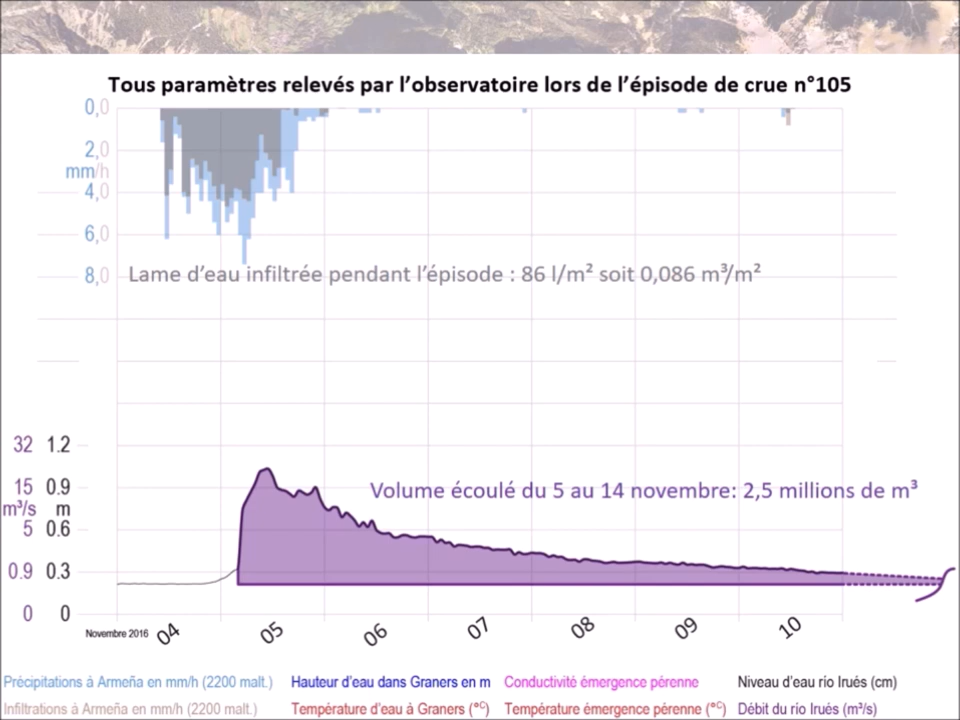 Tous paramètres relevés par l'observatoire lors de l'épisode de crue n°105
0,0
2,0
mm/h
4,0
6,0
8,0
Lame d'eau infiltrée pendant l'épisode : 86 l/m² soit 0,086 m³/m²
32 1.2
15 0.9
m³/s m
5 0.6
0.9 0.3
0 0
Volume écoulé du 5 au 14 novembre: 2,5 millions de m³
Novembre 2016 04 05 06 07 08 09 10
Précipitations à Armeña en mm/h (2200 malt.) Hauteur d'eau dans Graners en m Conductivité émergence pérenne Niveau d'eau rio Irués (cm)
Infiltrations à Armeña en mm/h (2200 malt.) Température d'eau à Graners (°C) Température émergence pérenne (°C) Débit du río Irués (m³/s)